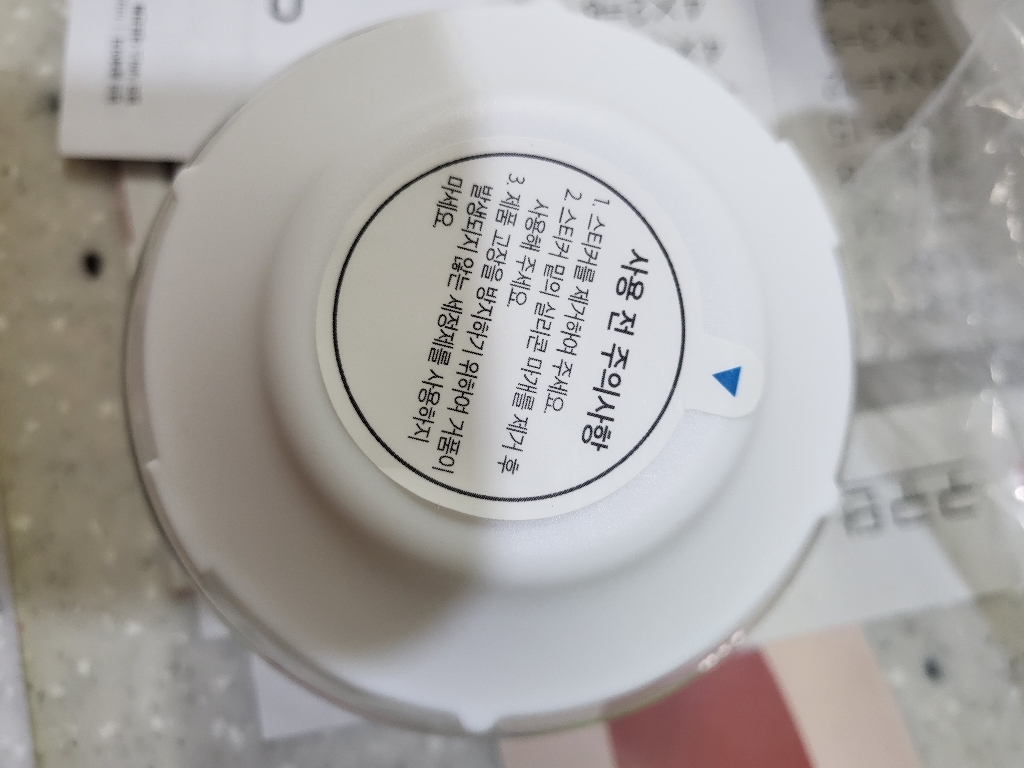 사용 전 주의사항
1. 스티커를 제거하여 주세요.
2. 스티커 밑의 실리콘 마개를 제거 후
사용해 주세요.
3. 제품 고장을 방지하기 위하여 거품이
발생되지 않는 세정제를 사용하지
마세요.